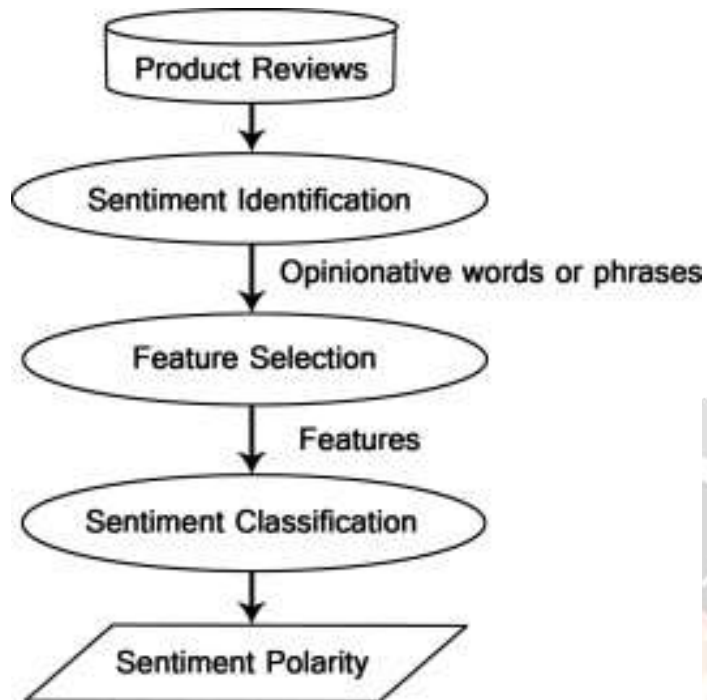 Product Reviews
Sentiment Identification
Opinionative words or phrases
Feature Selection
Features
Sentiment Classification
Sentiment Polarity